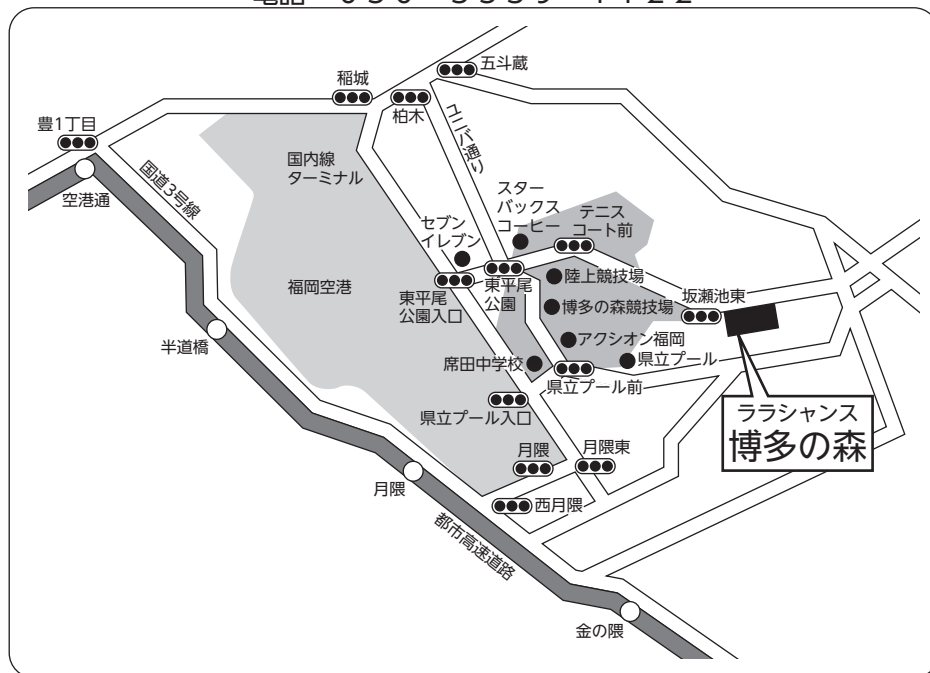 五斗蔵
稲城
柏木
ユニバ通り
豊1丁目
国道3号線
空港通
国内線
ターミナル
スター
バックス
コーヒー
テニス
コート前
セブン
イレブン
福岡空港
東平尾
公園入口
東平尾
公園
陸上競技場
博多の森競技場
坂瀬池東
アクシオン福岡
半道橋
席田中学校
県立プール
県立プール前
県立プール入口
ララシャンス
博多の森
月隈
月隈東
月隈
西月隈
都市高速道路
金の隈